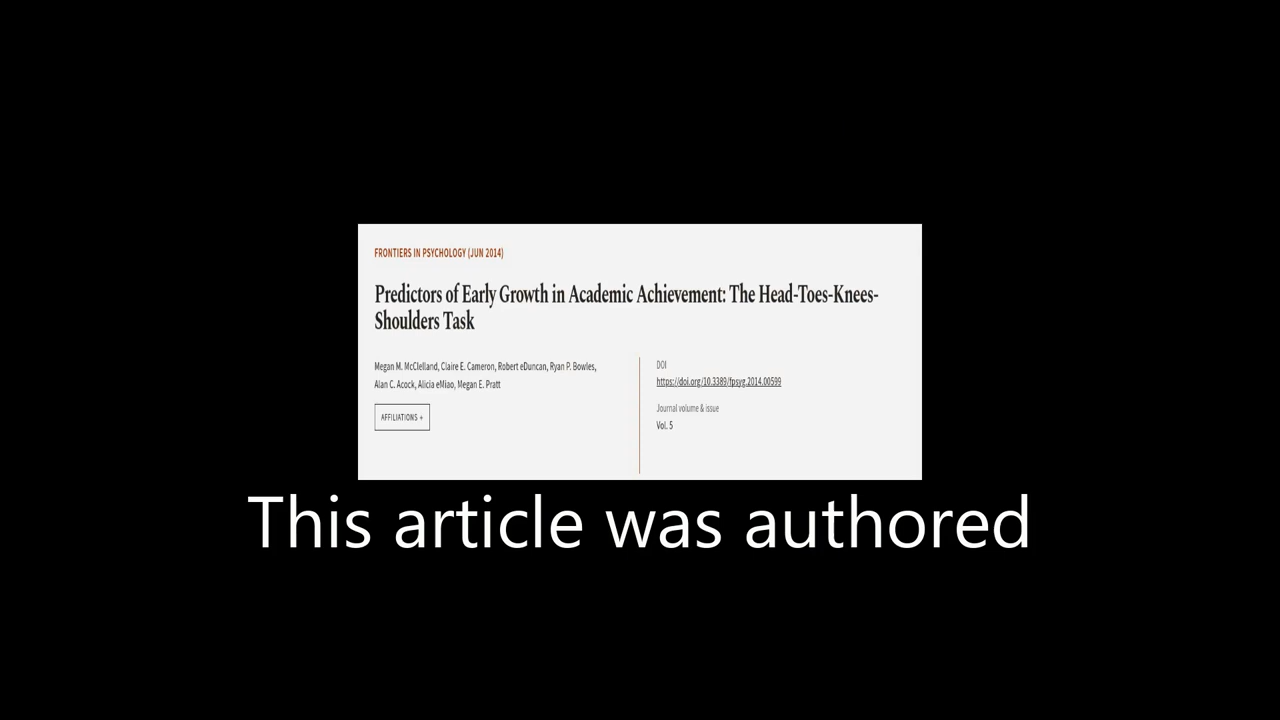 FRONTIERS IN PSYCHOLOGY (JUN 2014)
Predictors of Early Growth in Academic Achievement: The Head-Toes-Knees-
Shoulders Task
Megan M. McClelland, Claire E. Cameron, Robert eDuncan, Ryan P. Bowles,
Alan C. Acock, Alicia eMiao, Megan E. Pratt
AFFILIATIONS +
DOI
https://doi.org/10.3389/fpsyg.2014.00599
Journal volume & issue
Vol. 5
This article was authored